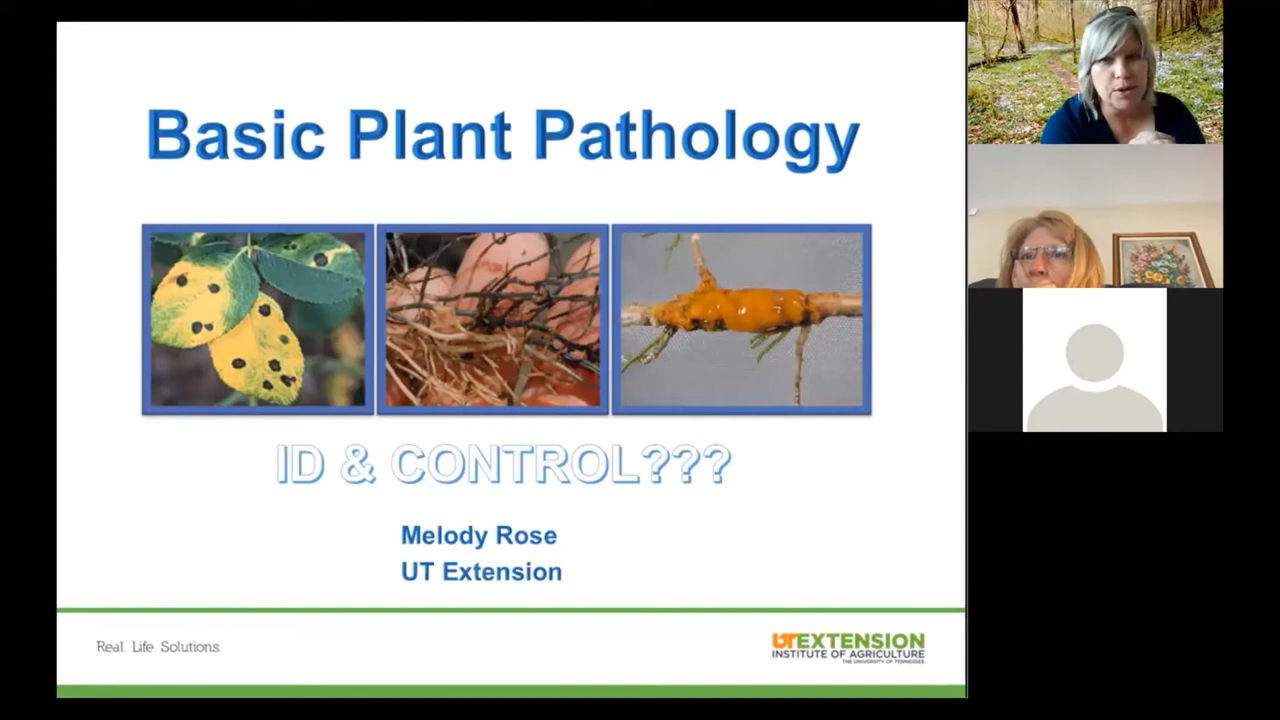 Basic Plant Pathology
ID & CONTROL???
Melody Rose
UT Extension
Real. Life. Solutions.
UTEXTENSION
INSTITUTE OF AGRICULTURE
THE UNIVERSITY OF TENNESSEE